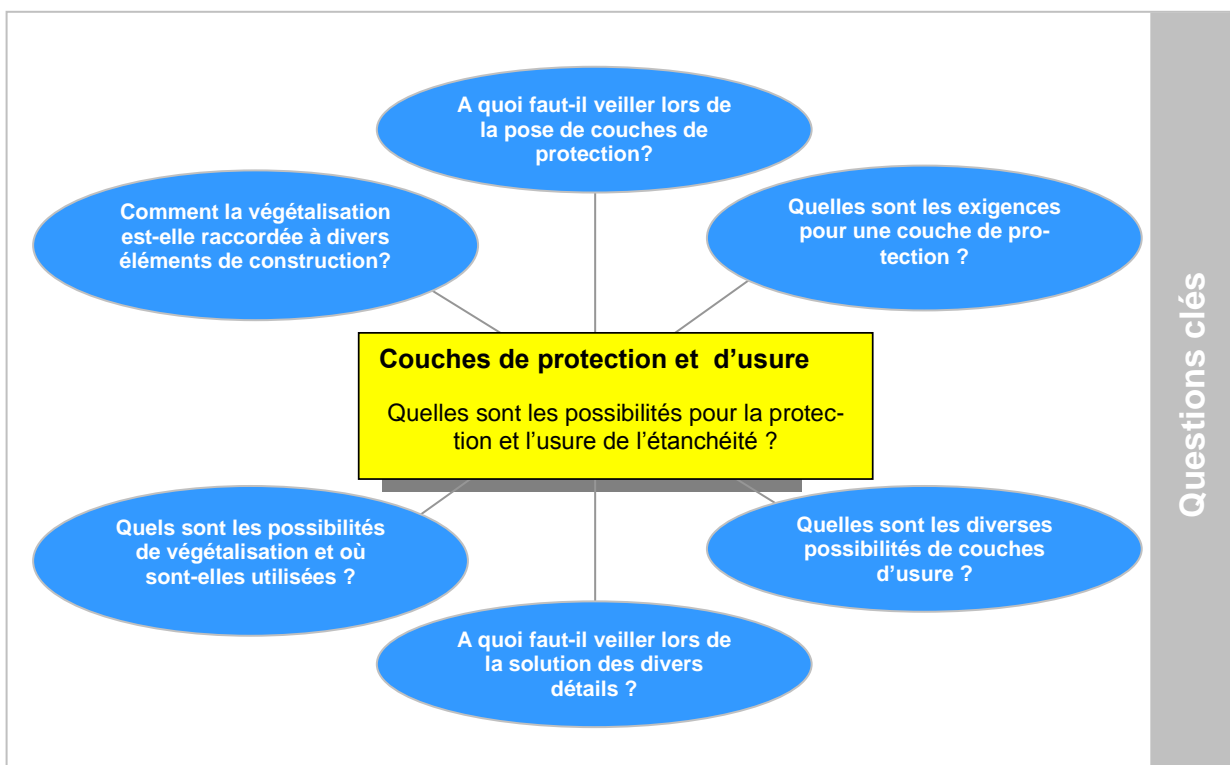 A quoi faut-il veiller lors de
la pose de couches de
protection?
Comment la végétalisation
est-elle raccordée à divers
éléments de construction?
Quelles sont les exigences
pour une couche de pro-
tection ?
Couches de protection et  d’usure
Quelles sont les possibilités pour la protec-
tion et l’usure de l’étanchéité ?
Quels sont les possibilités
de végétalisation et où
sont-elles utilisées ?
Quelles sont les diverses
possibilités de couches
d’usure ?
A quoi faut-il veiller lors de
la solution des divers
détails ?
Questions clés